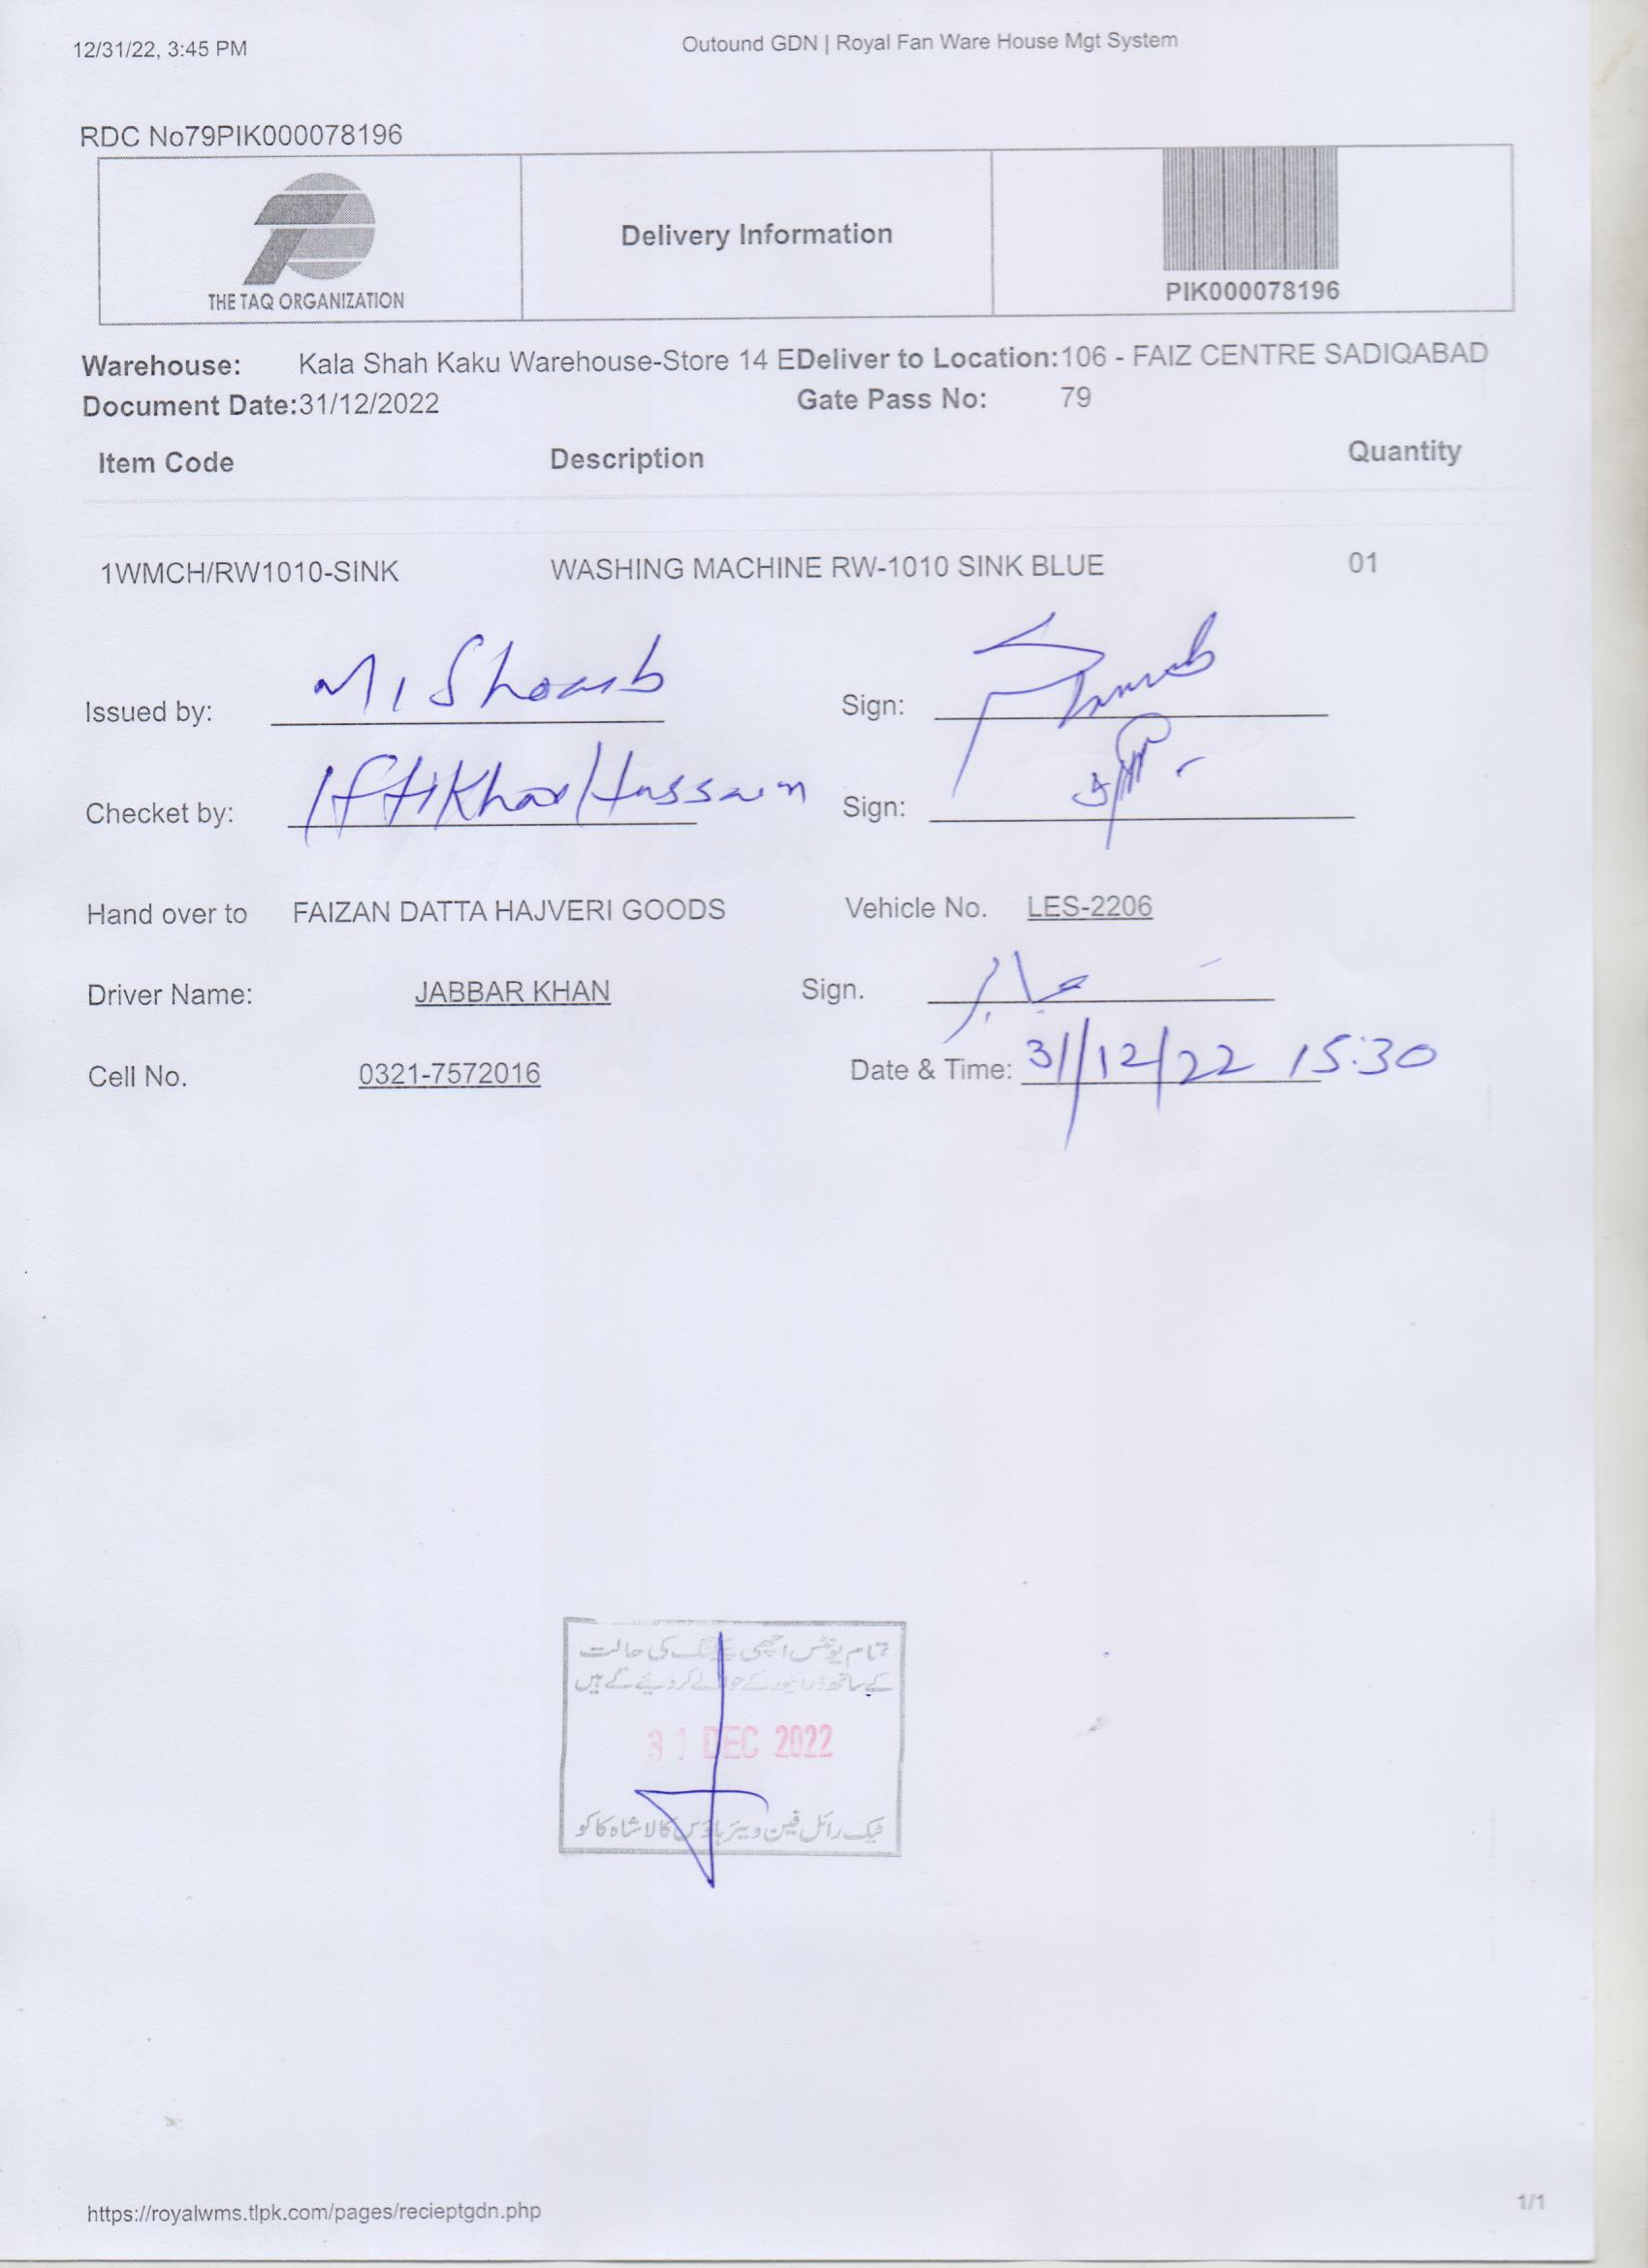 12/31/22, 3:45 PM Outound GDN | Royal Fan Ware House Mgt System
RDC No79PIK000078196
THE TAQ ORGANIZATION
Delivery Information
PIK000078196
Warehouse: Kala Shah Kaku Warehouse-Store 14 EDeliver to Location:106 - FAIZ CENTRE SADIQABAD
Document Date:31/12/2022 Gate Pass No: 79
Item Code Description Quantity
1WMCH/RW1010-SINK WASHING MACHINE RW-1010 SINK BLUE 01
Issued by: M, Shoaib Sign:
Checket by: Iftikhar Hussain Sign:
Hand over to FAIZAN DATTA HAJVERI GOODS Vehicle No. LES-2206
Driver Name: JABBAR KHAN Sign. جبار
Cell No. 0321-7572016 Date & Time: 31/12/22 15:30
تمام یونٹس اچھی پیکنگ کی حالت
کے ساتھ ڈرائیور کے حوالے کر دیئے گئے ہیں
31 DEC 2022
ٹیک رائل فین ویئر ہاؤس کالا شاہ کاکو
https://royalwms.tlpk.com/pages/recieptgdn.php 1/1